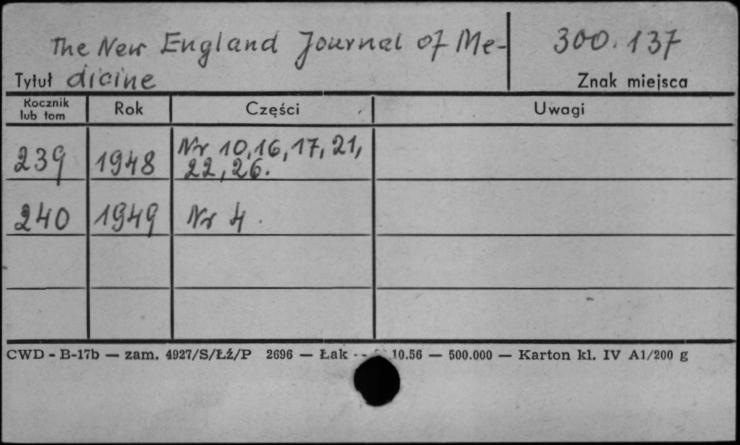 The New England Journal of Me- 300.137
Tytuł dicine Znak miejsca
Rocznik lub tom Rok Części Uwagi
239 1948 Nr 10, 16, 17, 21,
22, 26.
240 1949 Nr 4.
CWD - B-17b — zam. 4927/S/Łź/P 2696 — Łak - 10.56 — 500.000 — Karton kl. IV A1/200 g